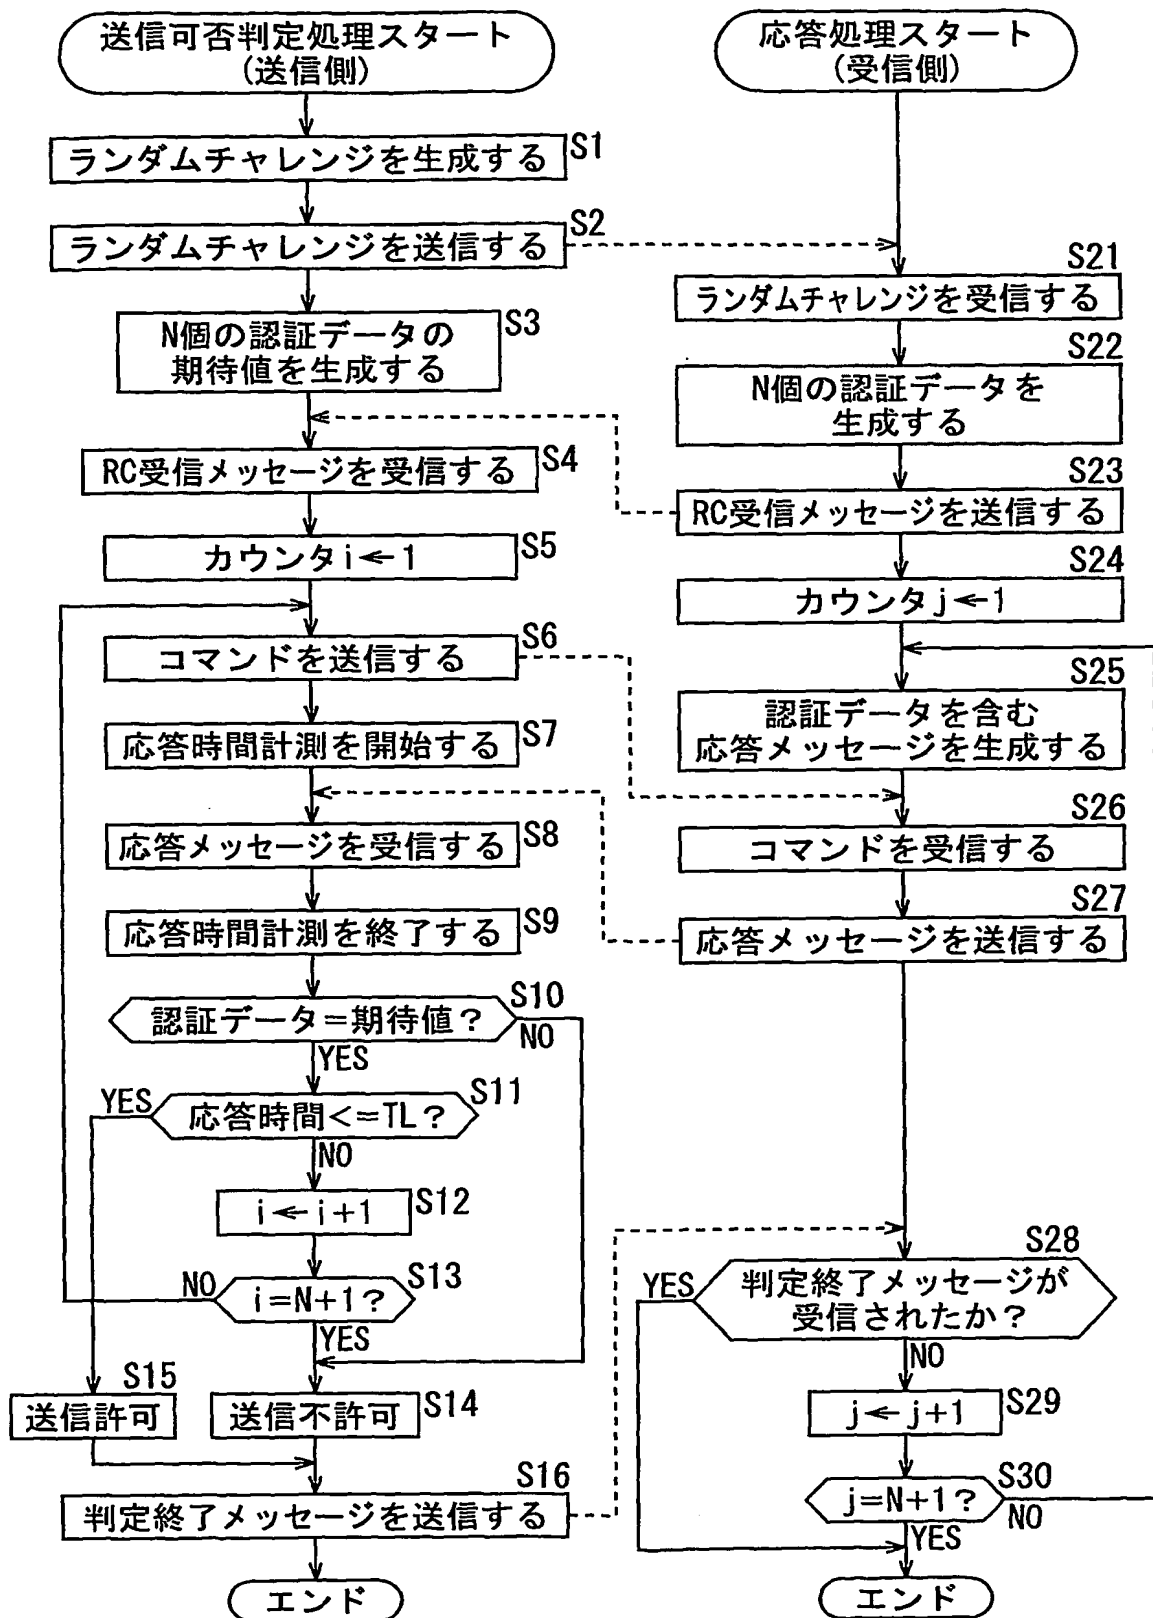 送信可否判定処理スタート
(送信側)
ランダムチャレンジを生成する
S1
ランダムチャレンジを送信する
S2
N個の認証データの
期待値を生成する
S3
RC受信メッセージを受信する
S4
カウンタi←1
S5
コマンドを送信する
S6
応答時間計測を開始する
S7
応答メッセージを受信する
S8
応答時間計測を終了する
S9
認証データ=期待値?
S10
NO
YES
応答時間<=TL?
S11
YES
NO
i←i+1
S12
i=N+1?
S13
NO
YES
送信許可
S15
送信不許可
S14
判定終了メッセージを送信する
S16
エンド
応答処理スタート
(受信側)
S21
ランダムチャレンジを受信する
S22
N個の認証データを
生成する
S23
RC受信メッセージを送信する
S24
カウンタj←1
S25
認証データを含む
応答メッセージを生成する
S26
コマンドを受信する
S27
応答メッセージを送信する
S28
判定終了メッセージが
受信されたか?
YES
NO
j←j+1
S29
j=N+1?
S30
NO
YES
エンド